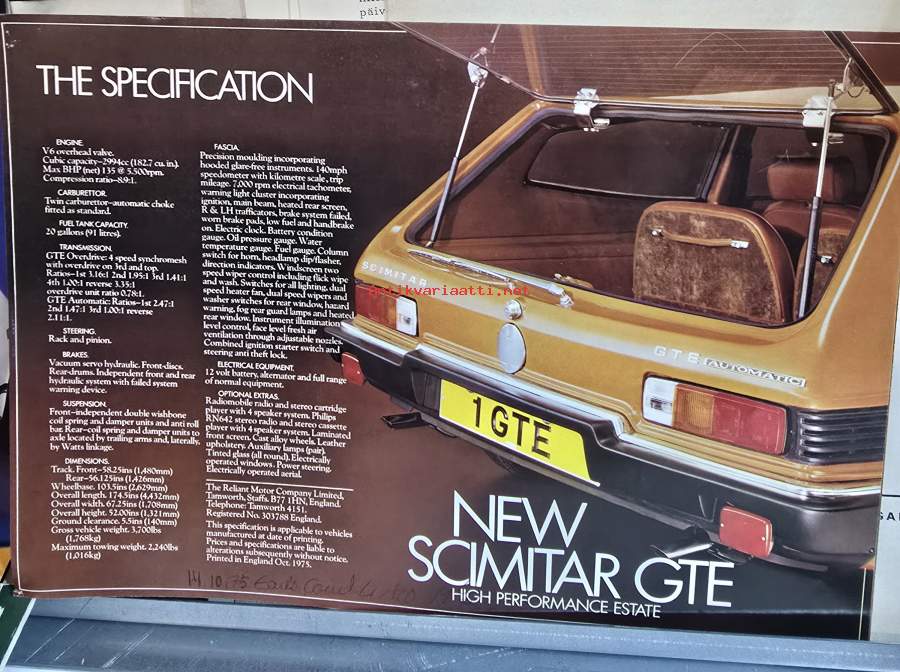 päiv
THE SPECIFICATION
ENGINE.
V6 overhead valve.
Cubic capacity–2994cc (182.7 cu. in.).
Max BHP (net) 135 @ 5,500rpm.
Compression ratio–8.9:1.
CARBURETTOR.
Twin carburettor–automatic choke
fitted as standard.
FUEL TANK CAPACITY.
20 gallons (91 litres).
TRANSMISSION.
GTE Overdrive: 4 speed synchromesh
with overdrive on 3rd and top.
Ratios–1st 3.16:1 2nd 1.95:1 3rd 1.41:1
4th 1.00:1 reverse 3.35:1
overdrive unit ratio 0.78:1.
GTE Automatic: Ratios–1st 2.47:1
2nd 1.47:1 3rd 1.00:1 reverse
2.11:1.
STEERING.
Rack and pinion.
BRAKES.
Vacuum servo hydraulic. Front-discs.
Rear-drums. Independent front and rear
hydraulic system with failed system
warning device.
SUSPENSION.
Front–independent double wishbone
coil spring and damper units and anti roll
bar. Rear–coil spring and damper units to
axle located by trailing arms and, laterally,
by Watts linkage.
DIMENSIONS.
Track. Front–58.25ins (1,480mm)
Rear–56.125ins (1,426mm)
Wheelbase. 103.5ins (2,629mm)
Overall length. 174.5ins (4,432mm)
Overall width. 67.25ins (1,708mm)
Overall height. 52.00ins (1,321mm)
Ground clearance. 5.5ins (140mm)
Gross vehicle weight. 3,700lbs
(1,768kg)
Maximum towing weight. 2,240lbs
(1,016kg)
FASCIA.
Precision moulding incorporating
hooded glare-free instruments. 140mph
speedometer with kilometre scale, trip
mileage. 7,000 rpm electrical tachometer,
warning light cluster incorporating
ignition, main beam, heated rear screen,
R & LH trafficators, brake system failed,
worn brake pads, low fuel and handbrake
on. Electric clock. Battery condition
gauge. Oil pressure gauge. Water
temperature gauge. Fuel gauge. Column
switch for horn, headlamp dip/flasher,
direction indicators. Windscreen two
speed wiper control including flick wipe
and wash. Switches for all lighting, dual
speed heater fan, dual speed wipers and
washer switches for rear window, hazard
warning, fog rear guard lamps and heated
rear window. Instrument illumination
level control, face level fresh air
ventilation through adjustable nozzles.
Combined ignition starter switch and
steering anti theft lock.
ELECTRICAL EQUIPMENT.
12 volt battery, alternator and full range
of normal equipment.
OPTIONAL EXTRAS.
Radiomobile radio and stereo cartridge
player with 4 speaker system. Philips
RN642 stereo radio and stereo cassette
player with 4 speaker system. Laminated
front screen. Cast alloy wheels. Leather
upholstery. Auxiliary lamps (pair).
Tinted glass (all round). Electrically
operated windows. Power steering.
Electrically operated aerial.
The Reliant Motor Company Limited,
Tamworth, Staffs. B77 1HN, England.
Telephone: Tamworth 4151.
Registered No. 303788 England.
This specification is applicable to vehicles
manufactured at date of printing.
Prices and specifications are liable to
alterations subsequently without notice.
Printed in England Oct. 1975.
14.10.75 Earls Court
SCIMITAR
antikvariaatti.net
GTE AUTOMATIC
1 GTE
NEW
SCIMITAR GTE
HIGH PERFORMANCE ESTATE